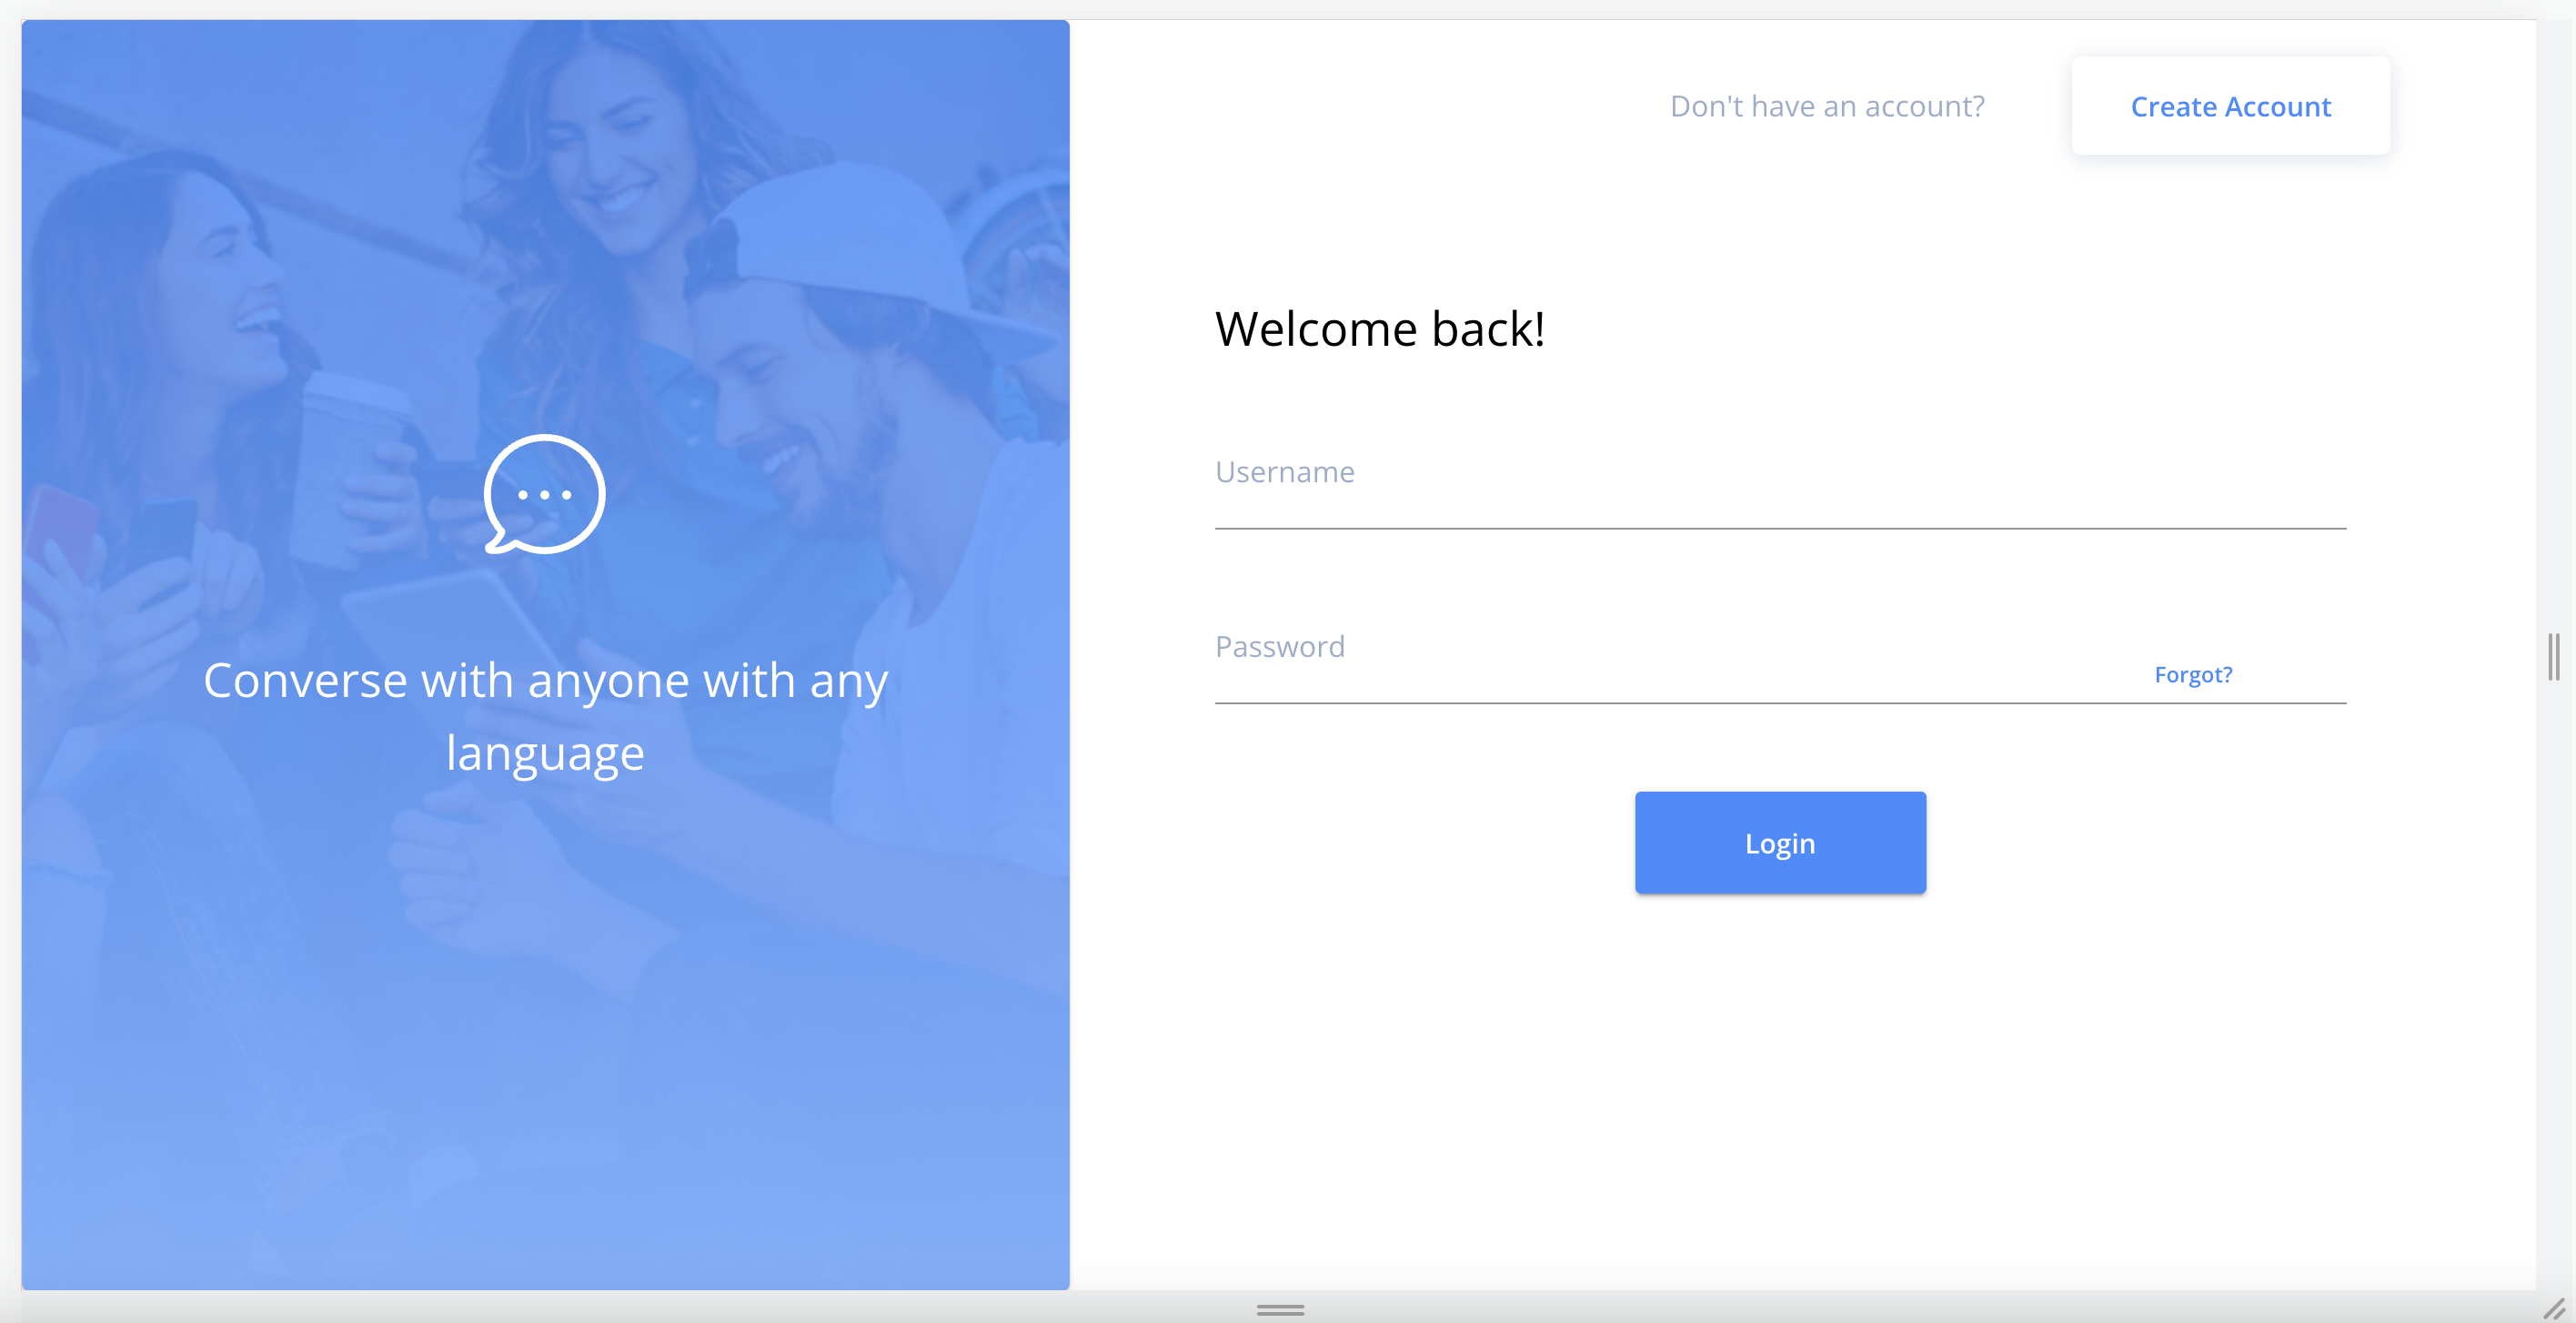 Don't have an account?
Create Account
Welcome back!
Username
Password
Forgot?
Login
Converse with anyone with any
language